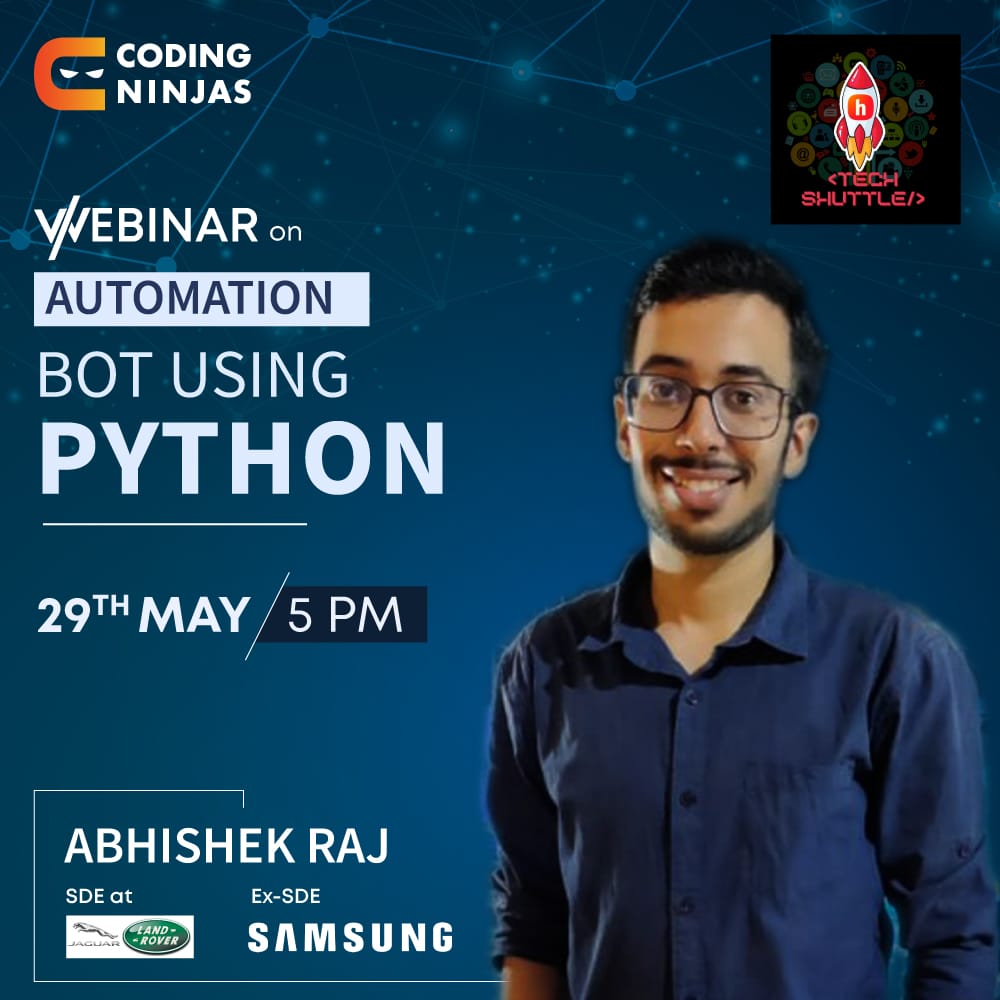 CODING
NINJAS
h
<TECH
SHUTTLE/>
WEBINAR on
AUTOMATION
BOT USING
PYTHON
29TH MAY / 5 PM
ABHISHEK RAJ
SDE at
Ex-SDE
JAGUAR
LAND-
-ROVER
SAMSUNG